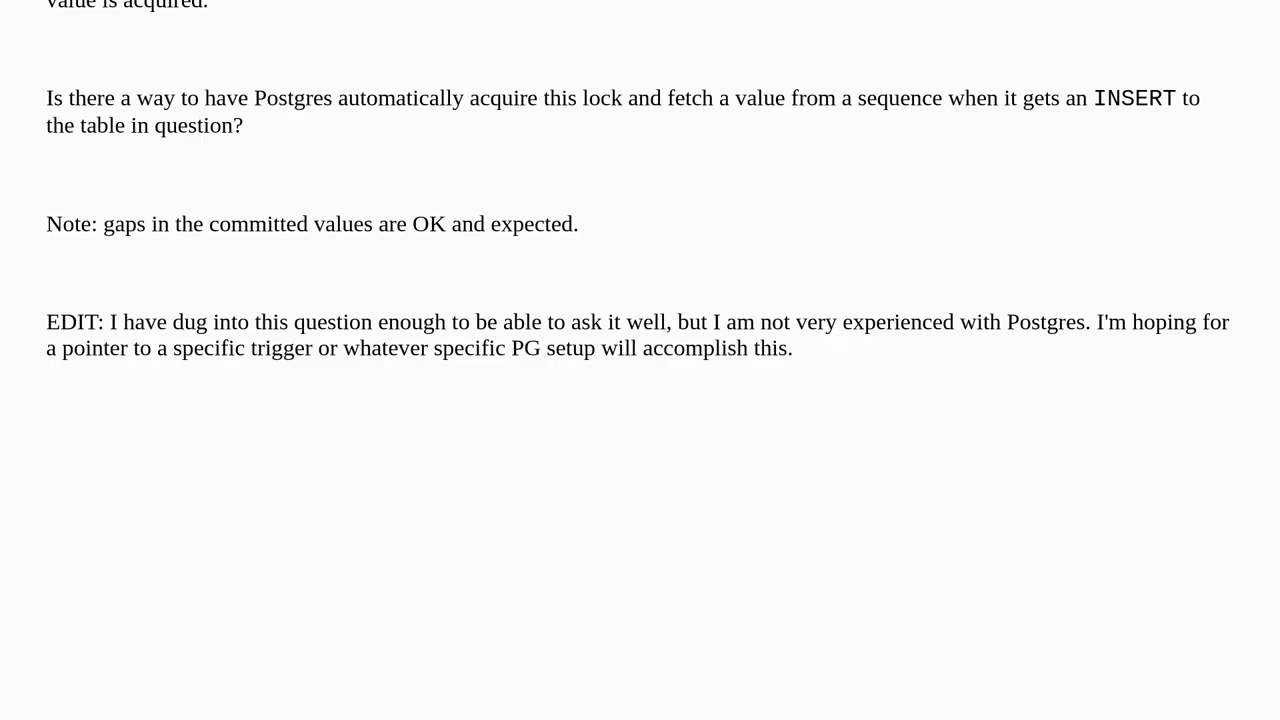 value is acquired.
Is there a way to have Postgres automatically acquire this lock and fetch a value from a sequence when it gets an INSERT to
the table in question?
Note: gaps in the committed values are OK and expected.
EDIT: I have dug into this question enough to be able to ask it well, but I am not very experienced with Postgres. I'm hoping for
a pointer to a specific trigger or whatever specific PG setup will accomplish this.